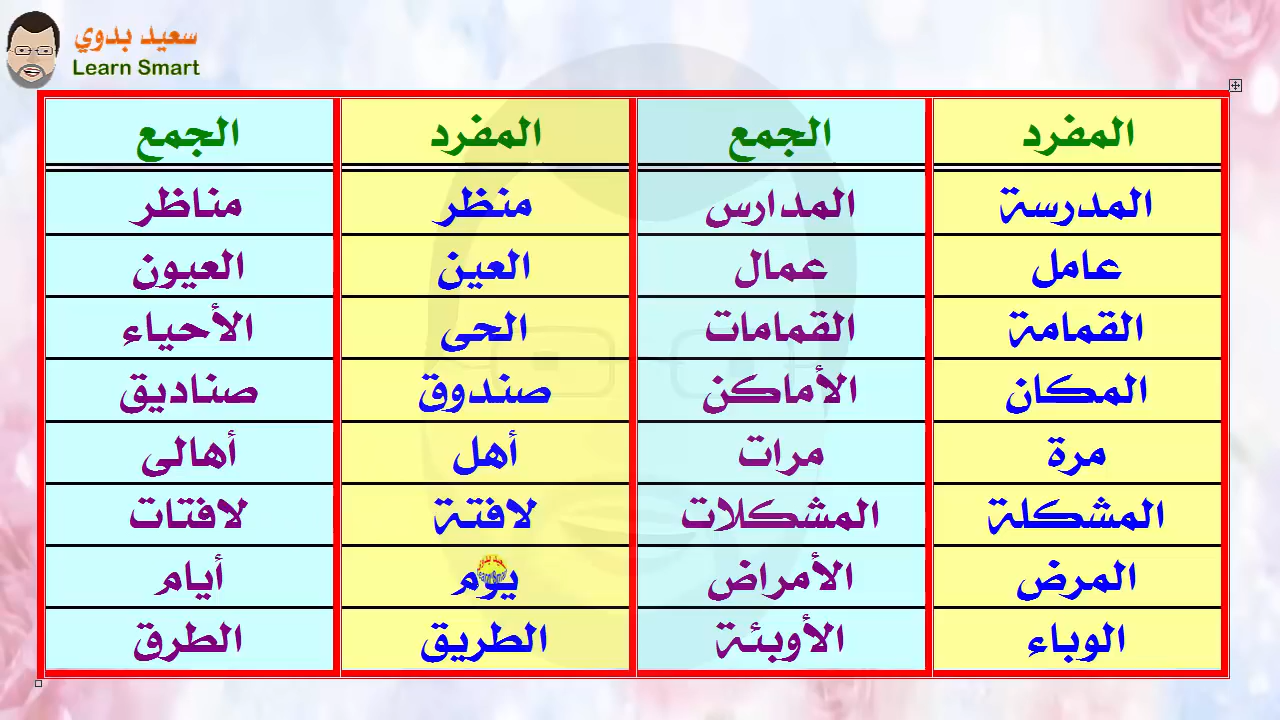 سعيد بدوي
Learn Smart
المفرد الجمع المفرد الجمع
المدرسة المدارس منظر مناظر
عامل عمال العين العيون
القمامة القمامات الحى الأحياء
المكان الأماكن صندوق صناديق
مرة مرات أهل أهالى
المشكلة المشكلات لافتة لافتات
المرض الأمراض يوم أيام
الوباء الأوبئة الطريق الطرق